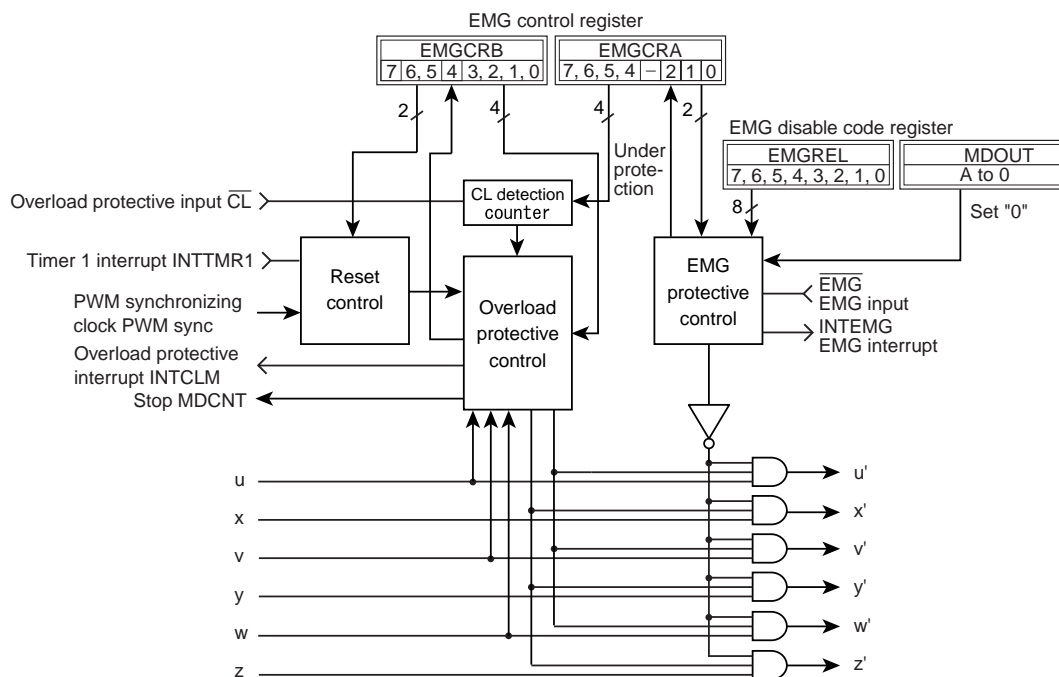 EMG control register
EMGCRB
7 6, 5 4 3, 2, 1, 0
EMGCRA
7, 6, 5, 4 – 2 1 0
2
4
4
2
Under
prote-
ction
EMG disable code register
EMGREL
7, 6, 5, 4, 3, 2, 1, 0
MDOUT
A to 0
8
Set "0"
Overload protective input C̅L̅
CL detection
counter
Timer 1 interrupt INTTMR1
Reset
control
PWM synchronizing
clock PWM sync
Overload
protective
control
EMG
protective
control
E̅M̅G̅
EMG input
INTEMG
EMG interrupt
Overload protective
interrupt INTCLM
Stop MDCNT
u
u'
x
x'
v
v'
y
y'
w
w'
z
z'